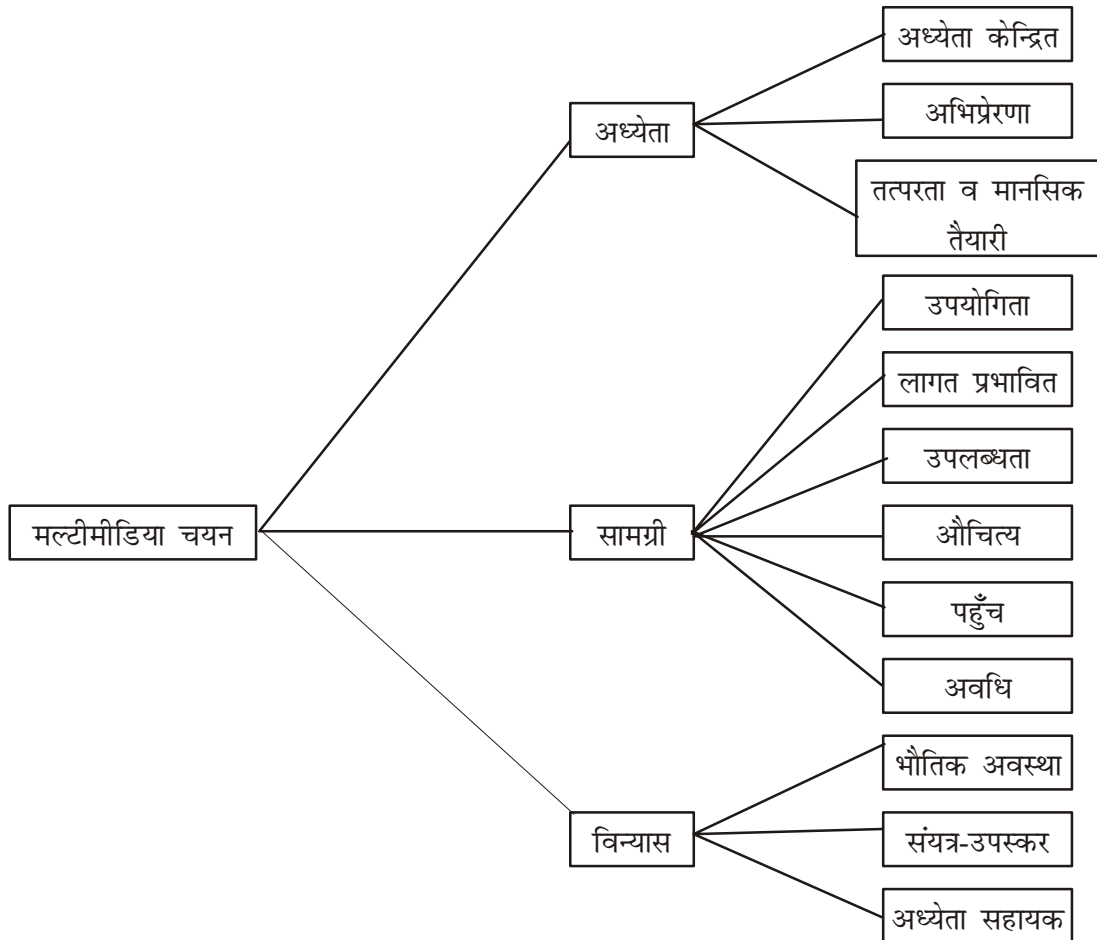 अध्येता केन्द्रित
अभिप्रेरणा
अध्येता
तत्परता व मानसिक
तैयारी
उपयोगिता
लागत प्रभावित
उपलब्धता
मल्टीमीडिया चयन
सामग्री
औचित्य
पहुँच
अवधि
भौतिक अवस्था
विन्यास
संयत्र-उपस्कर
अध्येता सहायक